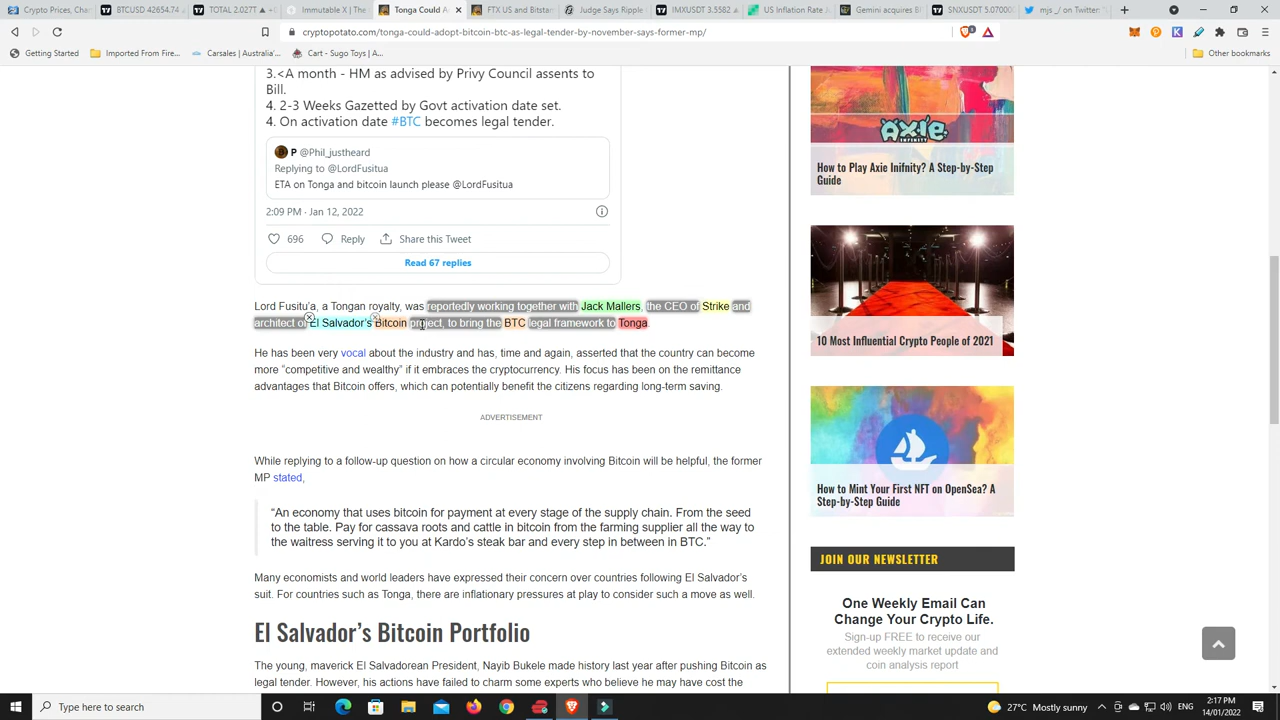 BTCUSD 42654.74
TOTAL 2.027T
Immutable X | The
Tonga Could A
FTX US and Bitstam
Judge Says Ripple
IMXUSDT 3.5582
US Inflation Rate
Gemini acquires B
SNXUSDT 5.07000
mjs _/ on Twitter:
Crypto Prices, Chart
cryptopotato.com/tonga-could-adopt-bitcoin-btc-as-legal-tender-by-november-says-former-mp/
Getting Started
Imported From Fire...
Carsales | Australia'...
Cart - Sugo Toys | A...
Other bookmarks
3.<A month - HM as advised by Privy Council assents to
Bill.
4. 2-3 Weeks Gazetted by Govt activation date set.
4. On activation date #BTC becomes legal tender.
P @Phil_justheard
Replying to @LordFusitua
ETA on Tonga and bitcoin launch please @LordFusitua
2:09 PM · Jan 12, 2022
696 Reply Share this Tweet
Read 67 replies
Lord Fusitu'a, a Tongan royalty, was reportedly working together with Jack Mallers, the CEO of Strike and
architect of El Salvador's Bitcoin project, to bring the BTC legal framework to Tonga.
He has been very vocal about the industry and has, time and again, asserted that the country can become
more "competitive and wealthy" if it embraces the cryptocurrency. His focus has been on the remittance
advantages that Bitcoin offers, which can potentially benefit the citizens regarding long-term saving.
ADVERTISEMENT
While replying to a follow-up question on how a circular economy involving Bitcoin will be helpful, the former
MP stated,
"An economy that uses bitcoin for payment at every stage of the supply chain. From the seed
to the table. Pay for cassava roots and cattle in bitcoin from the farming supplier all the way to
the waitress serving it to you at Kardo's steak bar and every step in between in BTC."
Many economists and world leaders have expressed their concern over countries following El Salvador's
suit. For countries such as Tonga, there are inflationary pressures at play to consider such a move as well.
El Salvador's Bitcoin Portfolio
The young, maverick El Salvadorean President, Nayib Bukele made history last year after pushing Bitcoin as
legal tender. However, his actions have failed to charm some experts who believe he may have cost the
AXIE
INFINITY
How to Play Axie Inifnity? A Step-by-Step
Guide
10 Most Influential Crypto People of 2021
How to Mint Your First NFT on OpenSea? A
Step-by-Step Guide
JOIN OUR NEWSLETTER
One Weekly Email Can
Change Your Crypto Life.
Sign-up FREE to receive our
extended weekly market update and
coin analysis report
Type here to search
27°C Mostly sunny
ENG
2:17 PM
14/01/2022